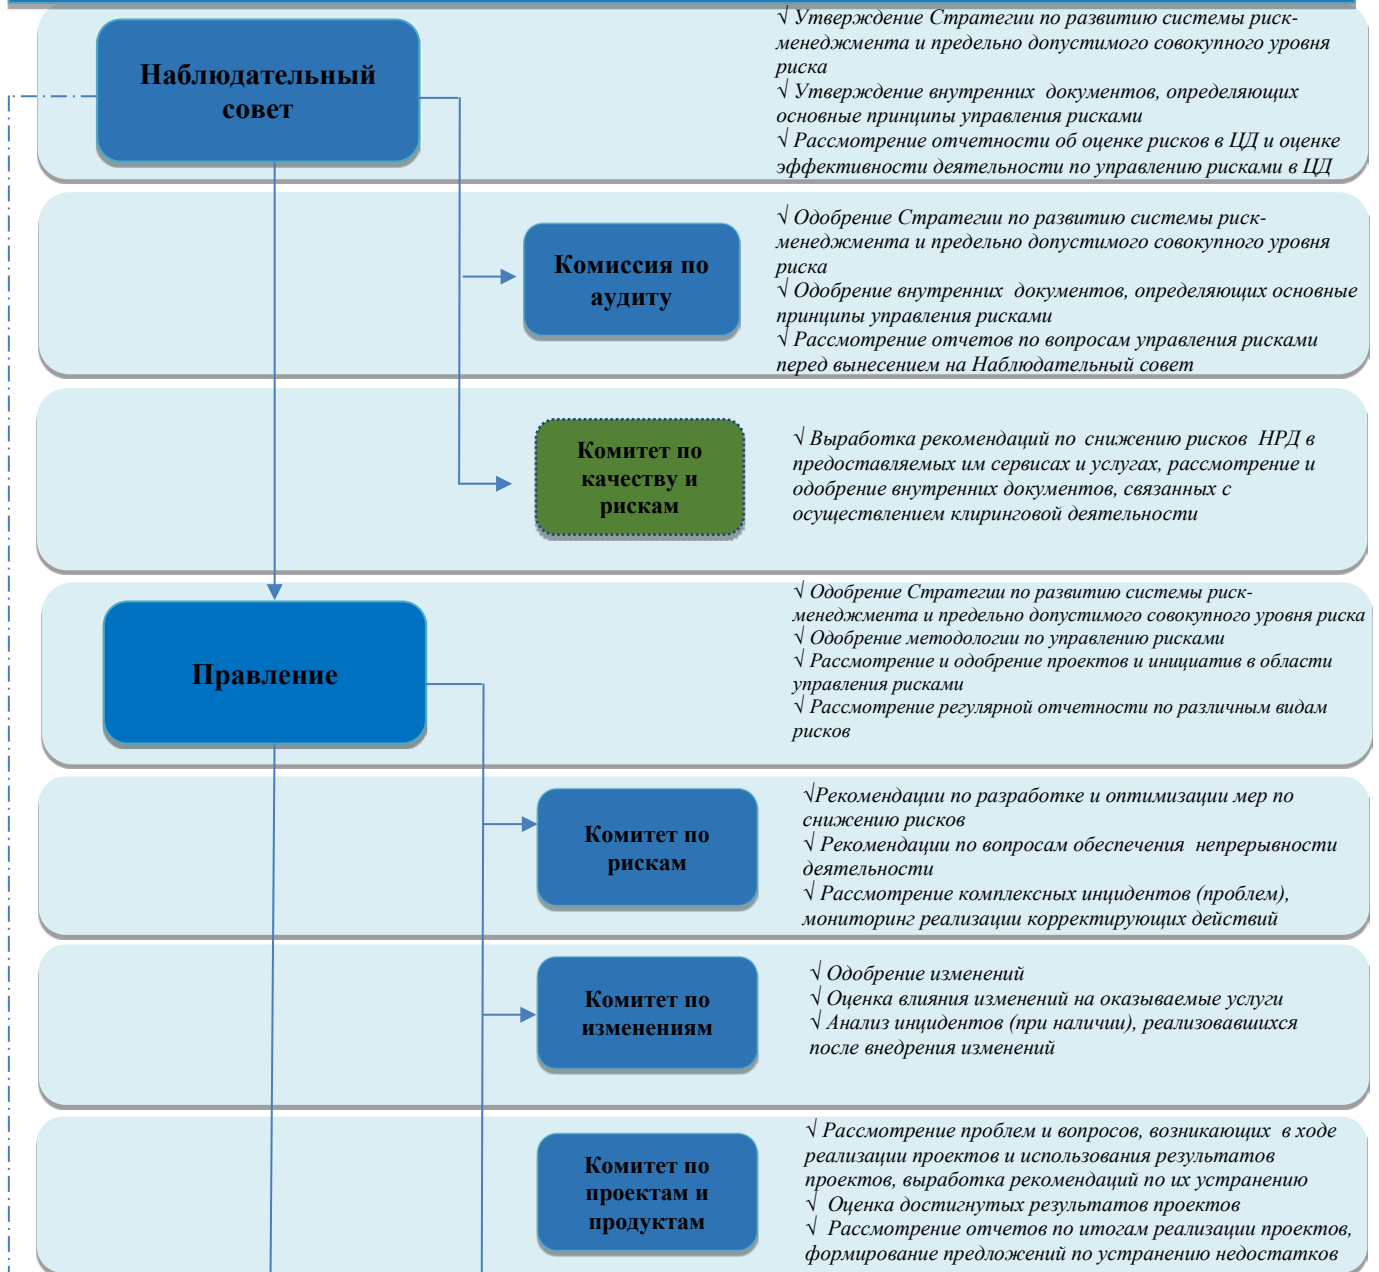 Наблюдательный
совет
√ Утверждение Стратегии по развитию системы риск-
менеджмента и предельно допустимого совокупного уровня
риска
√ Утверждение внутренних документов, определяющих
основные принципы управления рисками
√ Рассмотрение отчетности об оценке рисков в ЦД и оценке
эффективности деятельности по управлению рисками в ЦД
Комиссия по
аудиту
√ Одобрение Стратегии по развитию системы риск-
менеджмента и предельно допустимого совокупного уровня
риска
√ Одобрение внутренних документов, определяющих основные
принципы управления рисками
√ Рассмотрение отчетов по вопросам управления рисками
перед вынесением на Наблюдательный совет
Комитет по
качеству и
рискам
√ Выработка рекомендаций по снижению рисков НРД в
предоставляемых им сервисах и услугах, рассмотрение и
одобрение внутренних документов, связанных с
осуществлением клиринговой деятельности
Правление
√ Одобрение Стратегии по развитию системы риск-
менеджмента и предельно допустимого совокупного уровня риска
√ Одобрение методологии по управлению рисками
√ Рассмотрение и одобрение проектов и инициатив в области
управления рисками
√ Рассмотрение регулярной отчетности по различным видам
рисков
Комитет по
рискам
√Рекомендации по разработке и оптимизации мер по
снижению рисков
√ Рекомендации по вопросам обеспечения непрерывности
деятельности
√ Рассмотрение комплексных инцидентов (проблем),
мониторинг реализации корректирующих действий
Комитет по
изменениям
√ Одобрение изменений
√ Оценка влияния изменений на оказываемые услуги
√ Анализ инцидентов (при наличии), реализовавшихся
после внедрения изменений
Комитет по
проектам и
продуктам
√ Рассмотрение проблем и вопросов, возникающих в ходе
реализации проектов и использования результатов
проектов, выработка рекомендаций по их устранению
√ Оценка достигнутых результатов проектов
√ Рассмотрение отчетов по итогам реализации проектов,
формирование предложений по устранению недостатков